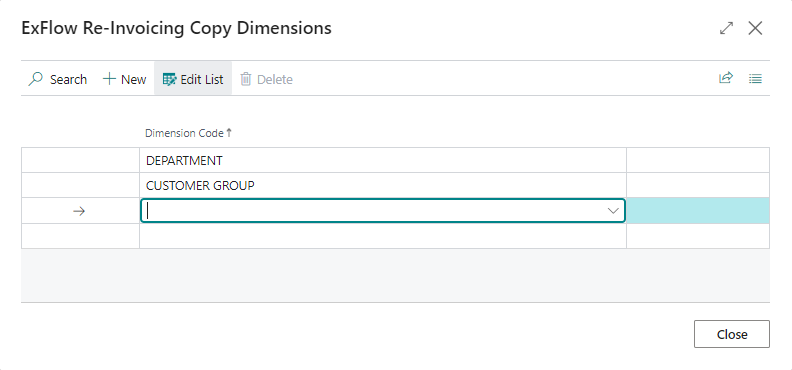 ExFlow Re-Invoicing Copy Dimensions
Search New Edit List Delete
Dimension Code↑
DEPARTMENT
CUSTOMER GROUP
Close